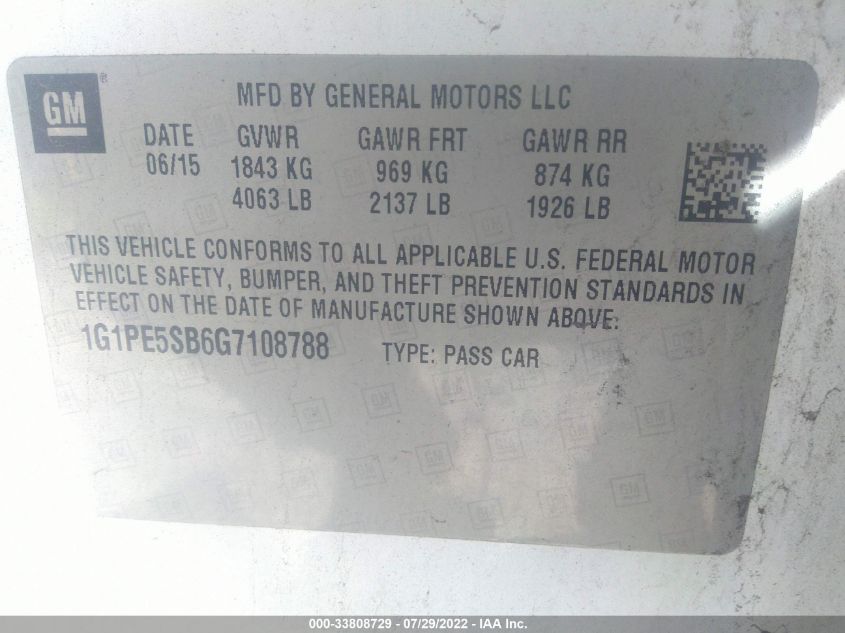 GM ® MFD BY GENERAL MOTORS LLC
DATE GVWR GAWR FRT GAWR RR
06/15 1843 KG 969 KG 874 KG
4063 LB 2137 LB 1926 LB
THIS VEHICLE CONFORMS TO ALL APPLICABLE U.S. FEDERAL MOTOR
VEHICLE SAFETY, BUMPER, AND THEFT PREVENTION STANDARDS IN
EFFECT ON THE DATE OF MANUFACTURE SHOWN ABOVE:
1G1PE5SB6G7108788 TYPE: PASS CAR
000-33808729 - 07/29/2022 - IAA Inc.